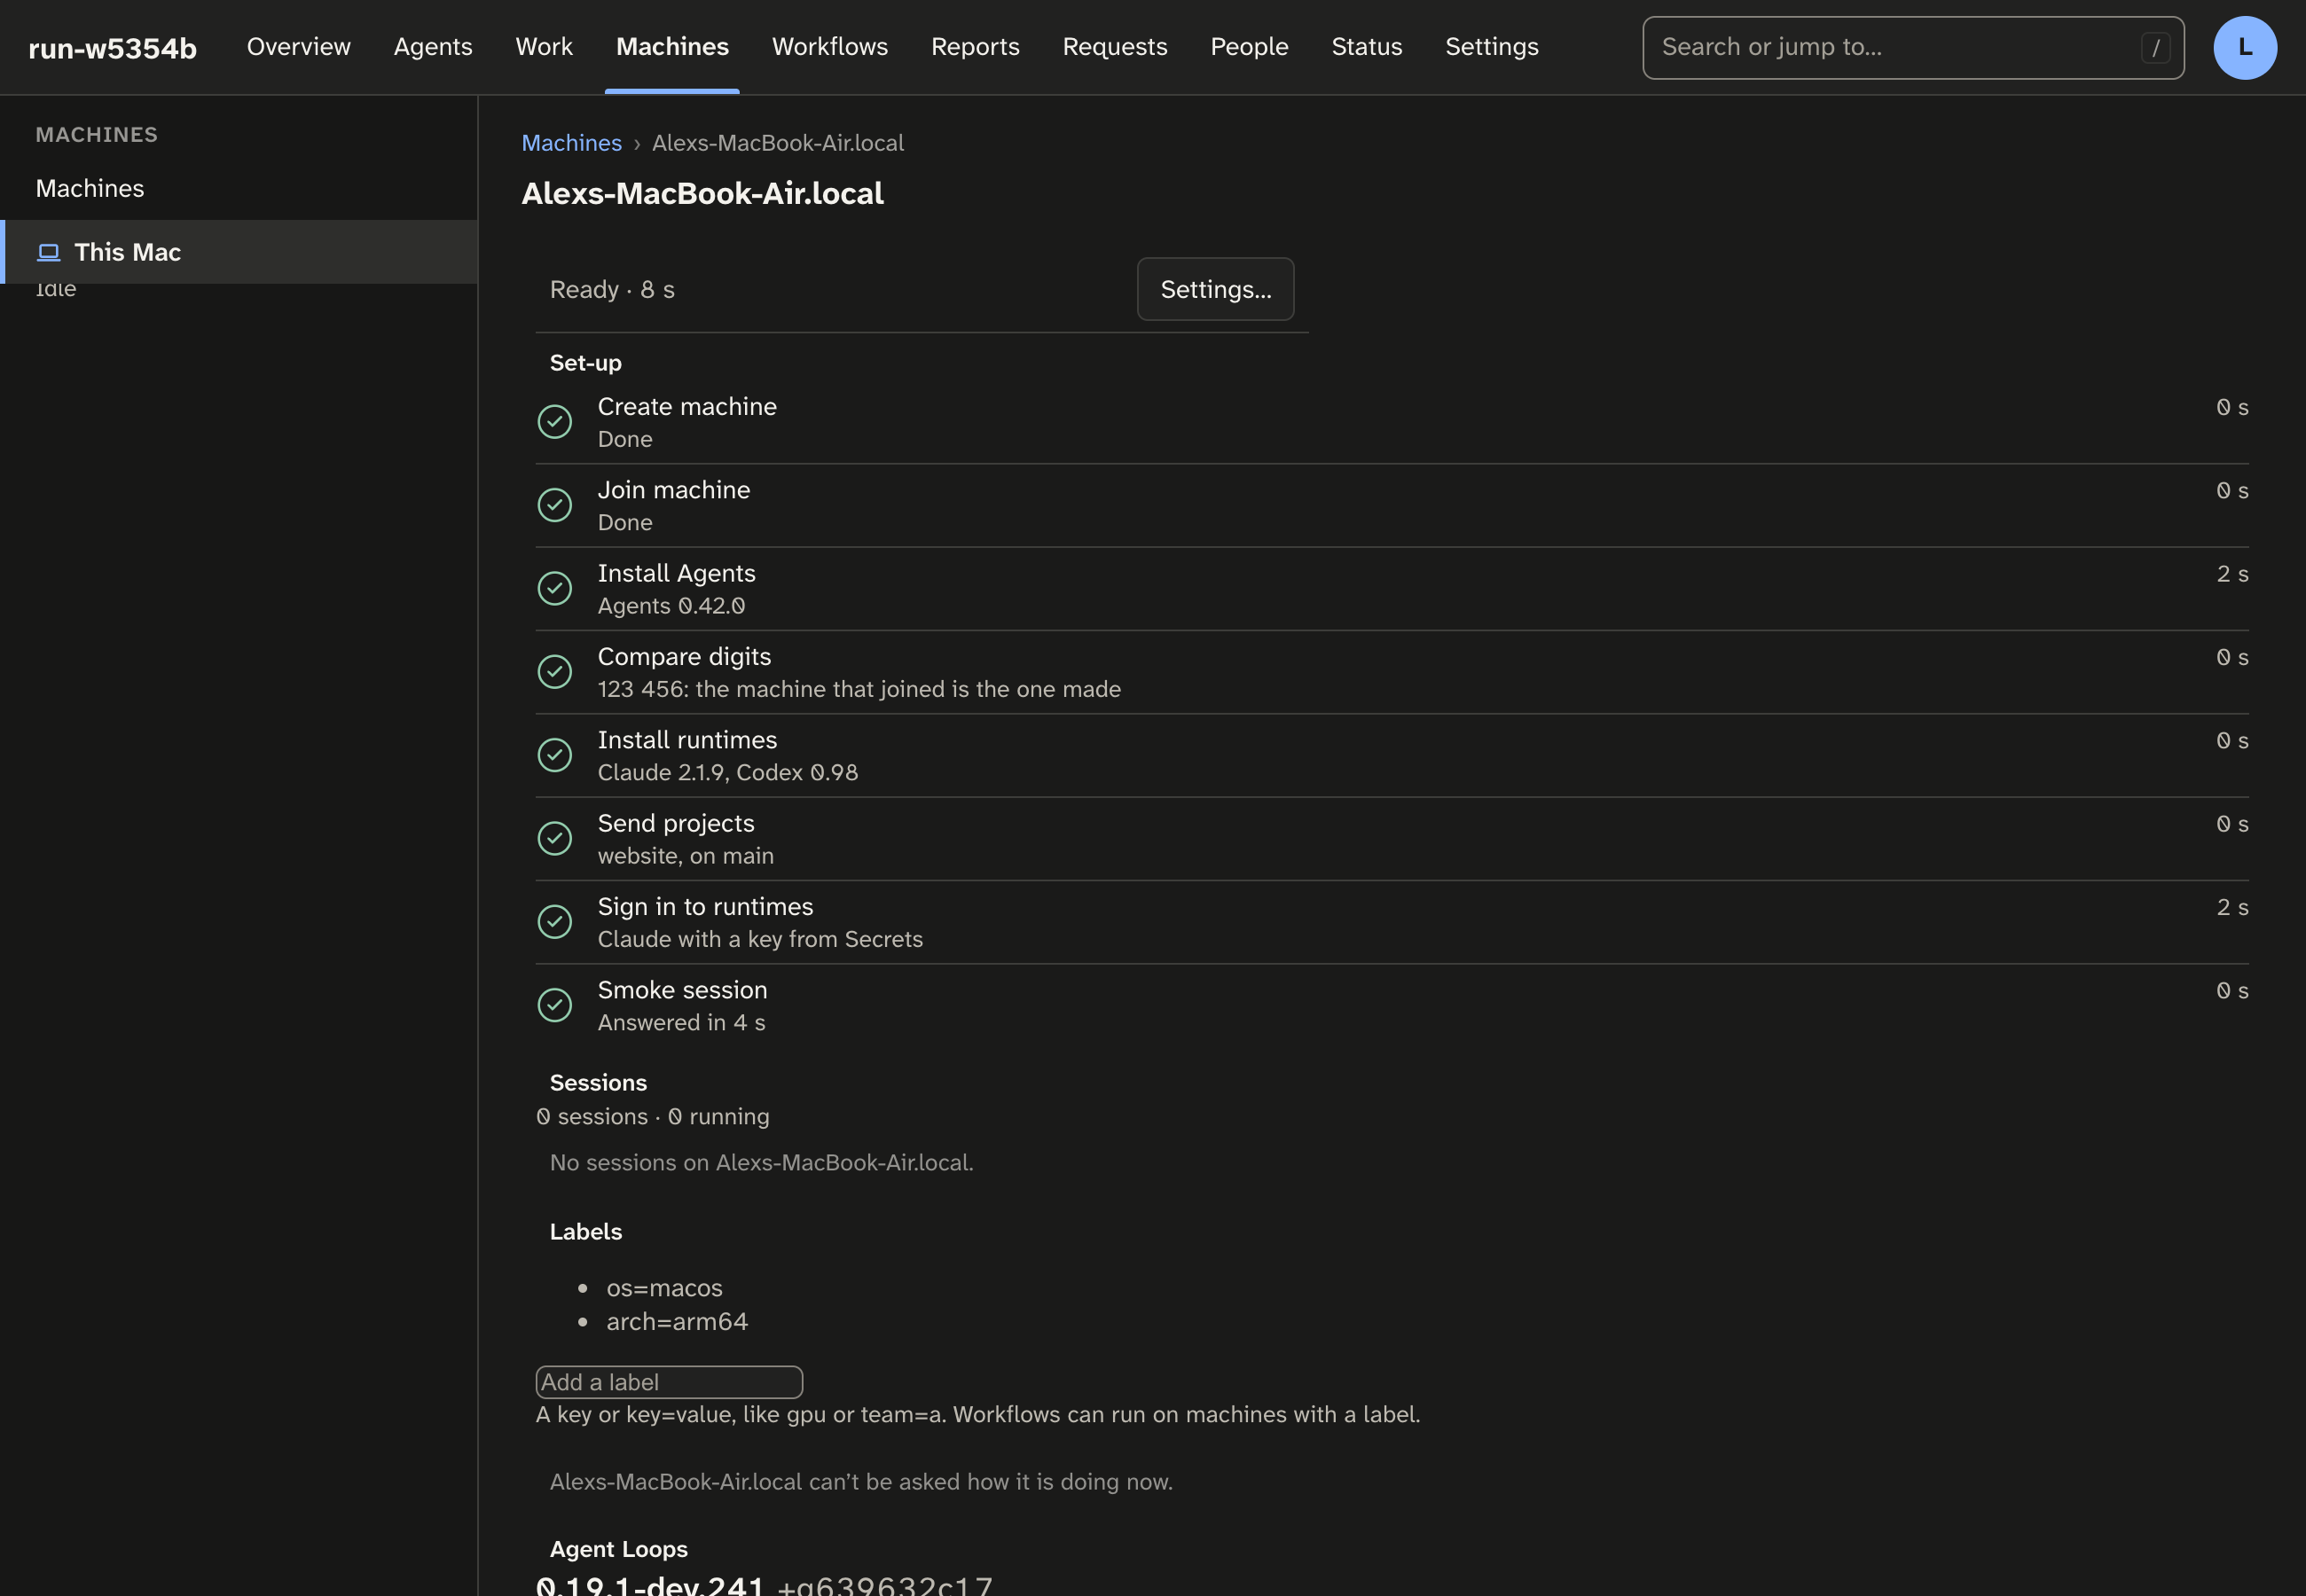 run-w5354b
Overview
Agents
Work
Machines
Workflows
Reports
Requests
People
Status
Settings
Search or jump to...
/
L
MACHINES
Machines
This Mac
Idle
Machines › Alexs-MacBook-Air.local
Alexs-MacBook-Air.local
Ready · 8 s
Settings...
Set-up
Create machine
0 s
Done
Join machine
0 s
Done
Install Agents
2 s
Agents 0.42.0
Compare digits
0 s
123 456: the machine that joined is the one made
Install runtimes
0 s
Claude 2.1.9, Codex 0.98
Send projects
0 s
website, on main
Sign in to runtimes
2 s
Claude with a key from Secrets
Smoke session
0 s
Answered in 4 s
Sessions
0 sessions · 0 running
No sessions on Alexs-MacBook-Air.local.
Labels
• os=macos
• arch=arm64
Add a label
A key or key=value, like gpu or team=a. Workflows can run on machines with a label.
Alexs-MacBook-Air.local can’t be asked how it is doing now.
Agent Loops
0.19.1-dev.241 +g639632c17